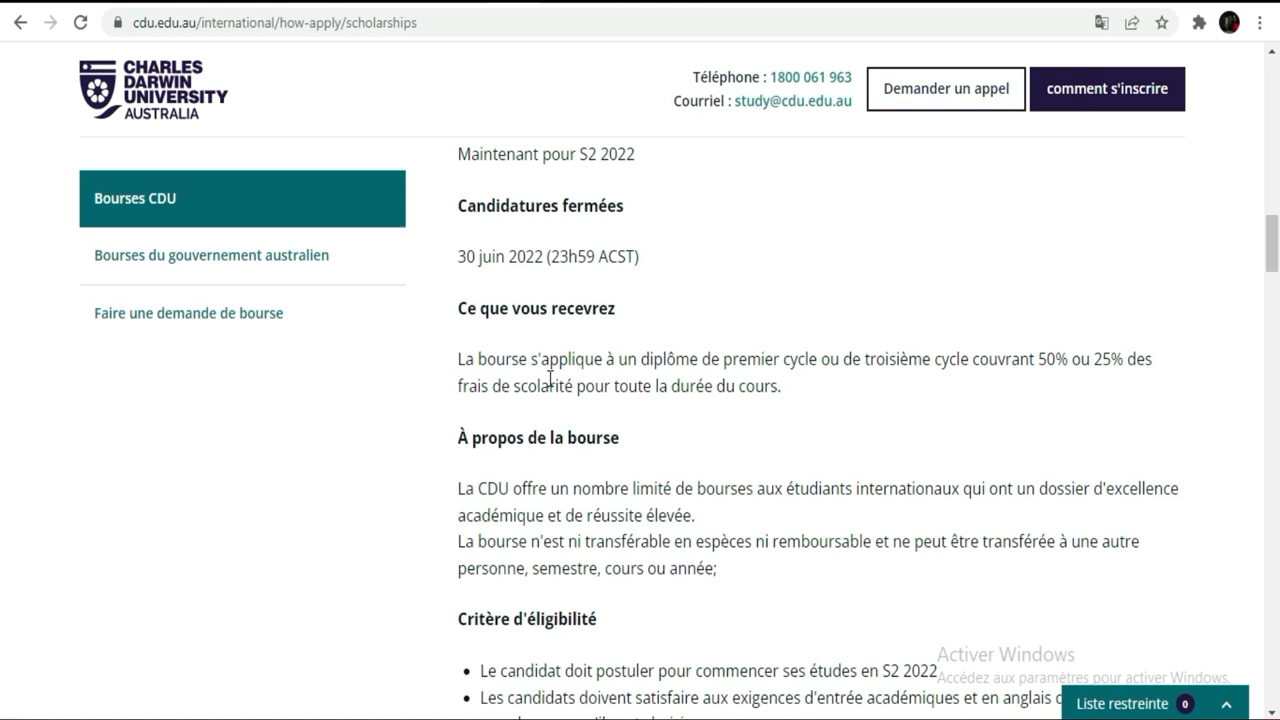 cdu.edu.au/international/how-apply/scholarships
CHARLES
DARWIN
UNIVERSITY
AUSTRALIA
Téléphone : 1800 061 963
Courriel : study@cdu.edu.au
Demander un appel
comment s'inscrire
Bourses CDU
Bourses du gouvernement australien
Faire une demande de bourse
Maintenant pour S2 2022
Candidatures fermées
30 juin 2022 (23h59 ACST)
Ce que vous recevrez
La bourse s'applique à un diplôme de premier cycle ou de troisième cycle couvrant 50% ou 25% des
frais de scolarité pour toute la durée du cours.
À propos de la bourse
La CDU offre un nombre limité de bourses aux étudiants internationaux qui ont un dossier d'excellence
académique et de réussite élevée.
La bourse n'est ni transférable en espèces ni remboursable et ne peut être transférée à une autre
personne, semestre, cours ou année;
Critère d'éligibilité
• Le candidat doit postuler pour commencer ses études en S2 2022
• Les candidats doivent satisfaire aux exigences d'entrée académiques et en anglais
Activer Windows
Accédez aux paramètres pour activer Windows.
Liste restreinte 0